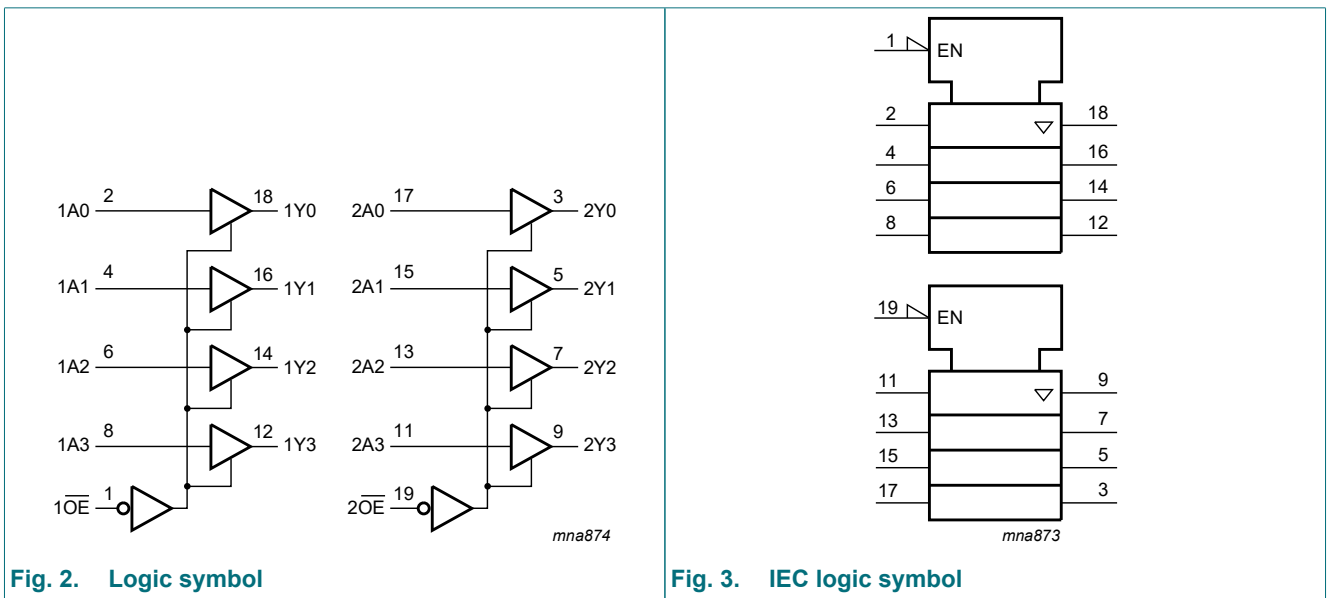 1A0 2 18 1Y0
1A1 4 16 1Y1
1A2 6 14 1Y2
1A3 8 12 1Y3
1O̅E̅ 1
2A0 17 3 2Y0
2A1 15 5 2Y1
2A2 13 7 2Y2
2A3 11 9 2Y3
2O̅E̅ 19
mna874
Fig. 2. Logic symbol
1 EN
2 18
4 16
6 14
8 12
19 EN
11 9
13 7
15 5
17 3
mna873
Fig. 3. IEC logic symbol